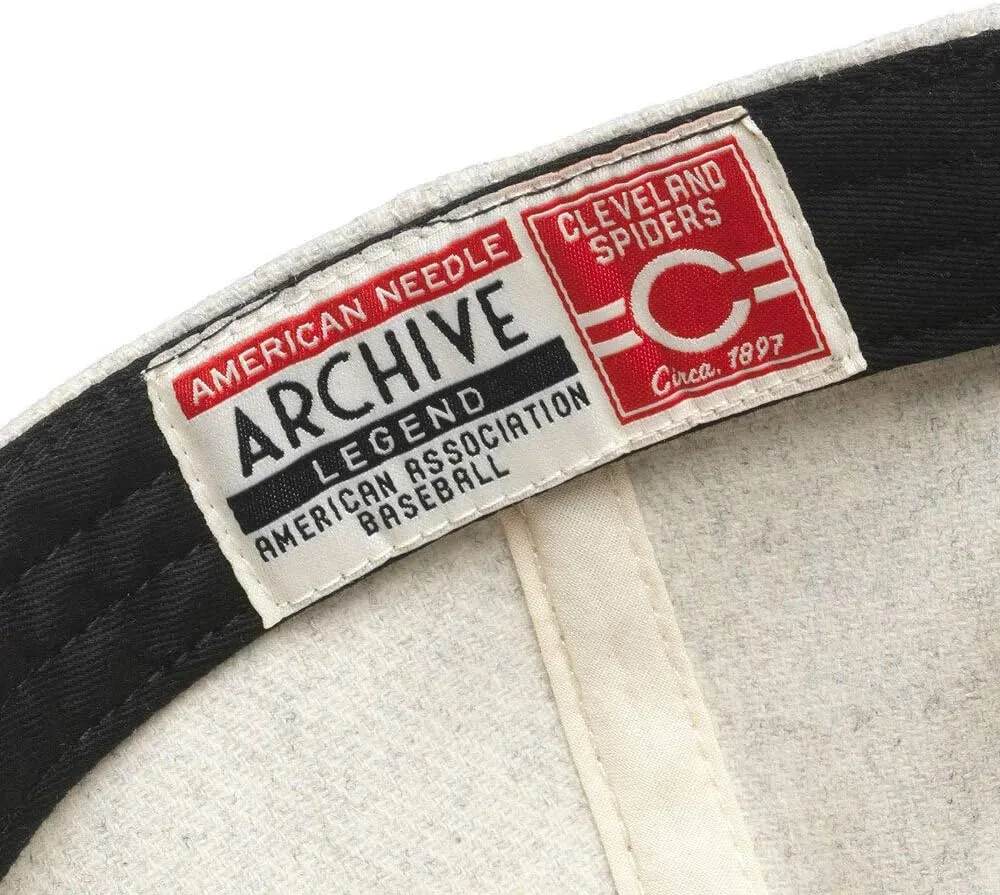 AMERICAN NEEDLE
ARCHIVE
LEGEND
AMERICAN ASSOCIATION
BASEBALL
CLEVELAND
SPIDERS
C
Circa. 1897